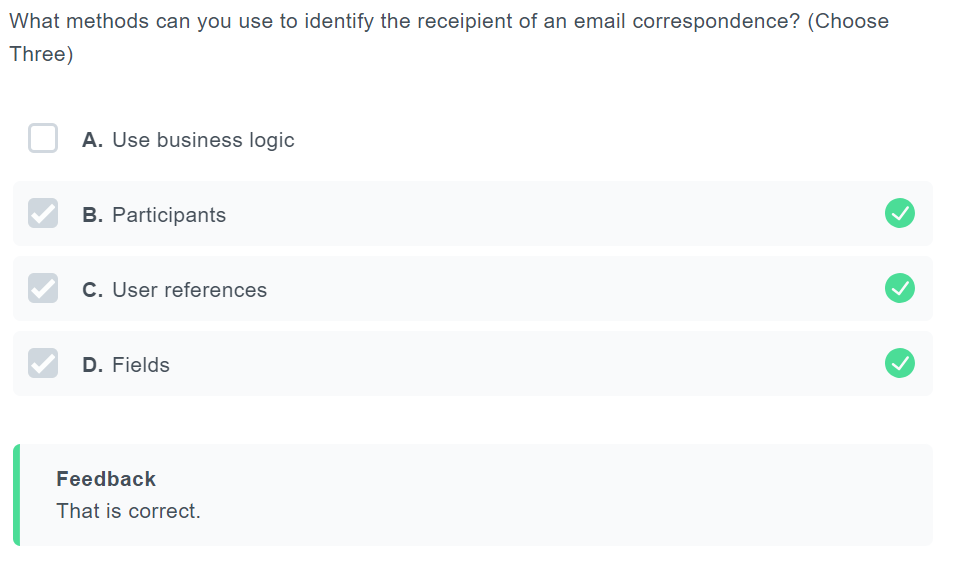 What methods can you use to identify the receipient of an email correspondence? (Choose
Three)
A. Use business logic
B. Participants
C. User references
D. Fields
Feedback
That is correct.